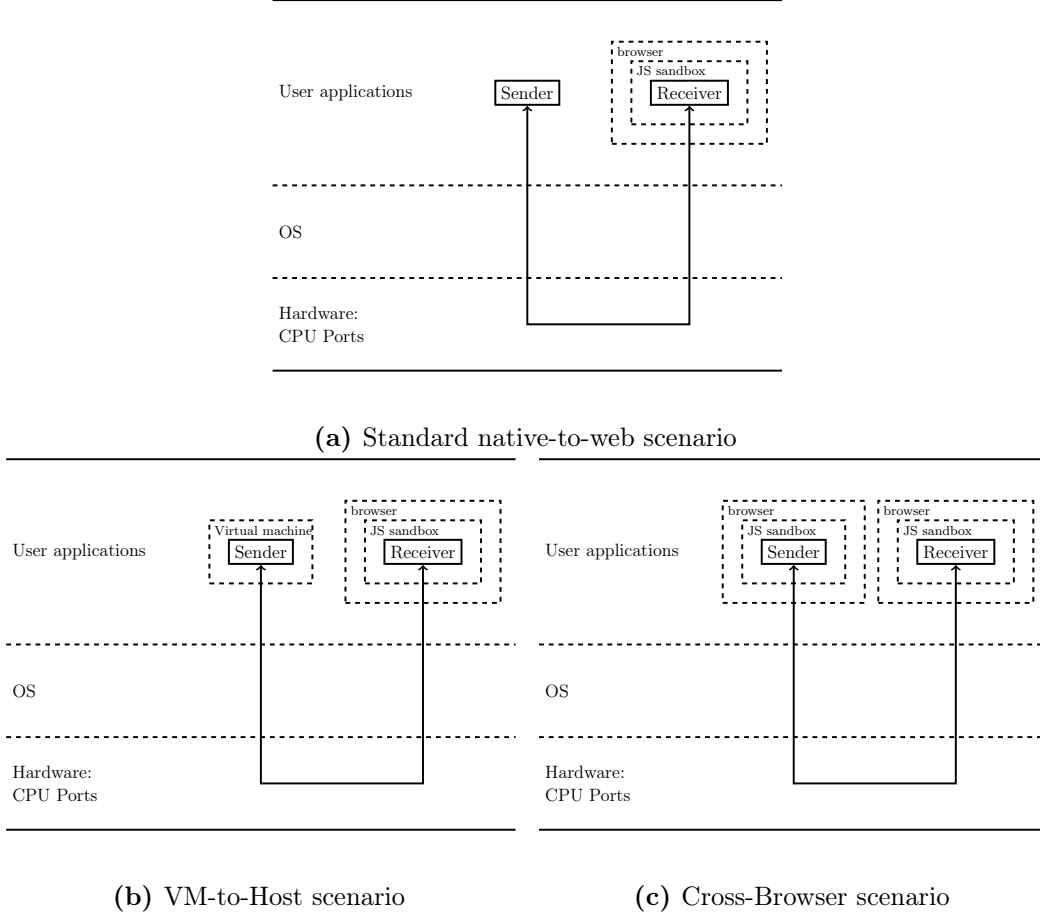 browser
JS sandbox
User applications
Sender
Receiver
OS
Hardware:
CPU Ports
(a) Standard native-to-web scenario
browser
Virtual machine
JS sandbox
User applications
Sender
Receiver
OS
Hardware:
CPU Ports
(b) VM-to-Host scenario
browser
browser
JS sandbox
JS sandbox
User applications
Sender
Receiver
OS
Hardware:
CPU Ports
(c) Cross-Browser scenario